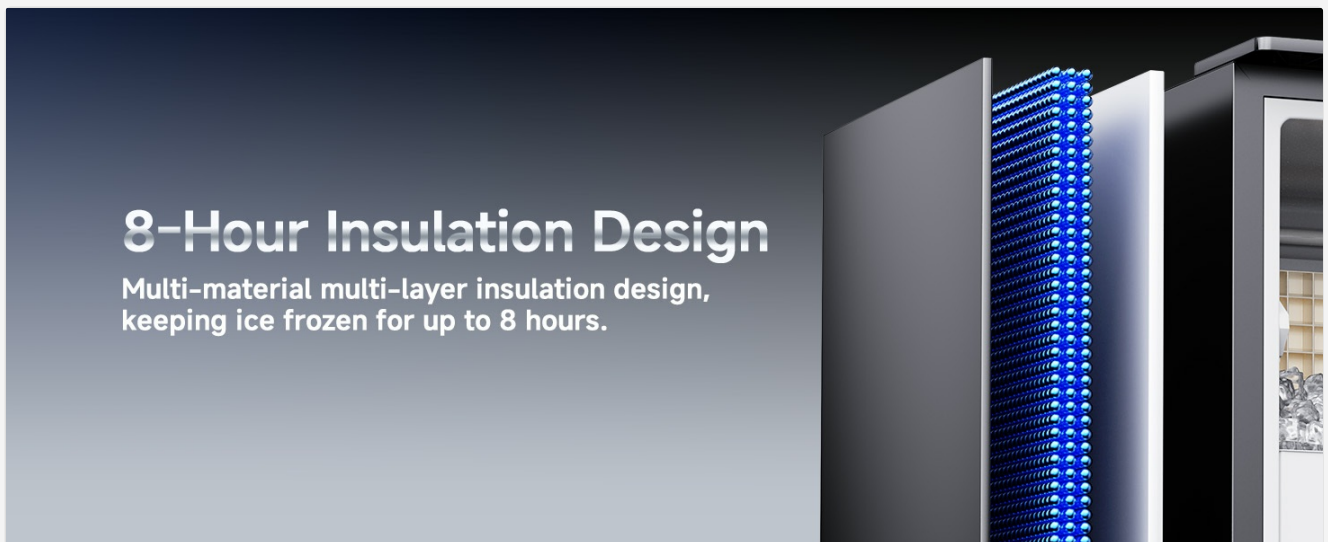 8-Hour Insulation Design
Multi-material multi-layer insulation design,
keeping ice frozen for up to 8 hours.